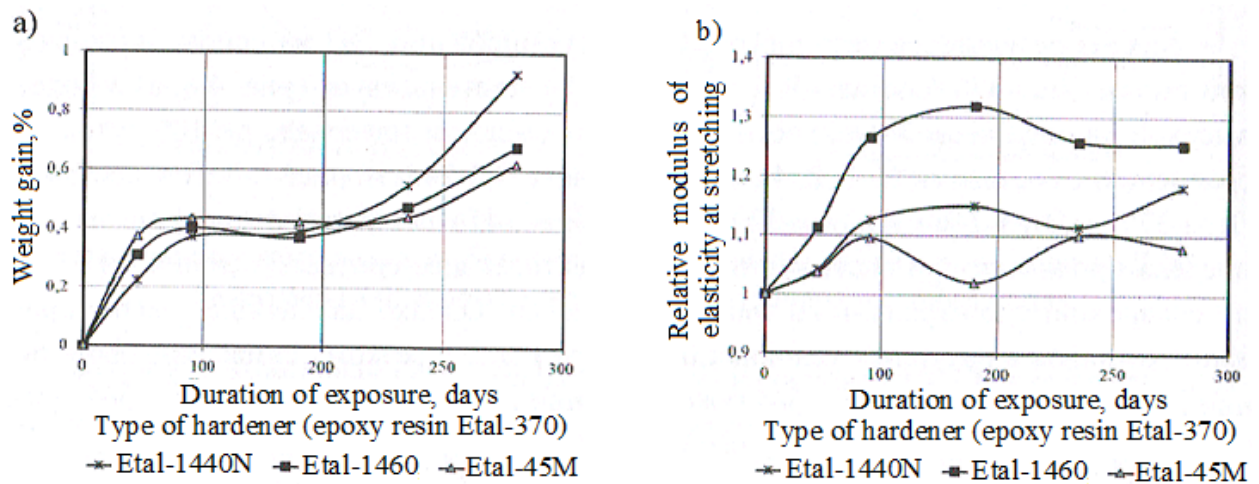 a)
Weight gain, %
1
0,8
0,6
0,4
0,2
0
0 100 200 250 300
Duration of exposure, days
Type of hardener (epoxy resin Etal-370)
Etal-1440N Etal-1460 Etal-45M
b)
Relative modulus of
elasticity at stretching
1,4
1,3
1,2
1,1
1
0,9
0 100 200 250 300
Duration of exposure, days
Type of hardener (epoxy resin Etal-370)
Etal-1440N Etal-1460 Etal-45M